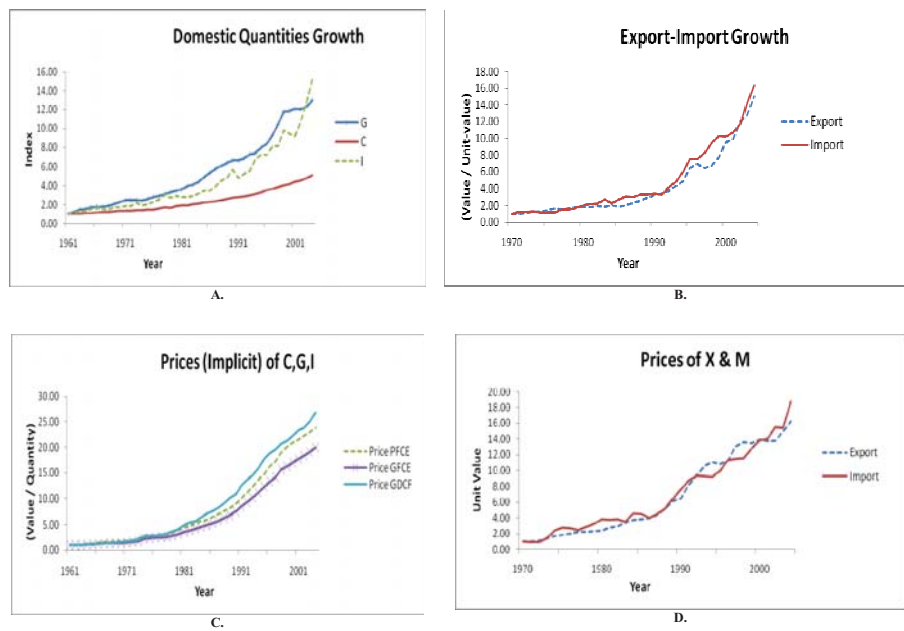 Domestic Quantities Growth
16.00
14.00
12.00
10.00
8.00
6.00
4.00
2.00
0.00
Index
1961
1971
1981
1991
2001
Year
G
C
I
A.
Export-Import Growth
18.00
16.00
14.00
12.00
10.00
8.00
6.00
4.00
2.00
0.00
(Value / Unit-value)
1970
1980
1990
2000
Year
Export
Import
B.
Prices (Implicit) of C,G,I
30.00
25.00
20.00
15.00
10.00
5.00
0.00
(Value / Quantity)
1961
1971
1981
1991
2001
Year
Price PFCE
Price GFCE
Price GDCF
C.
Prices of X & M
20.00
18.00
16.00
14.00
12.00
10.00
8.00
6.00
4.00
2.00
0.00
Unit Value
1970
1580
1990
2000
Year
Export
Import
D.